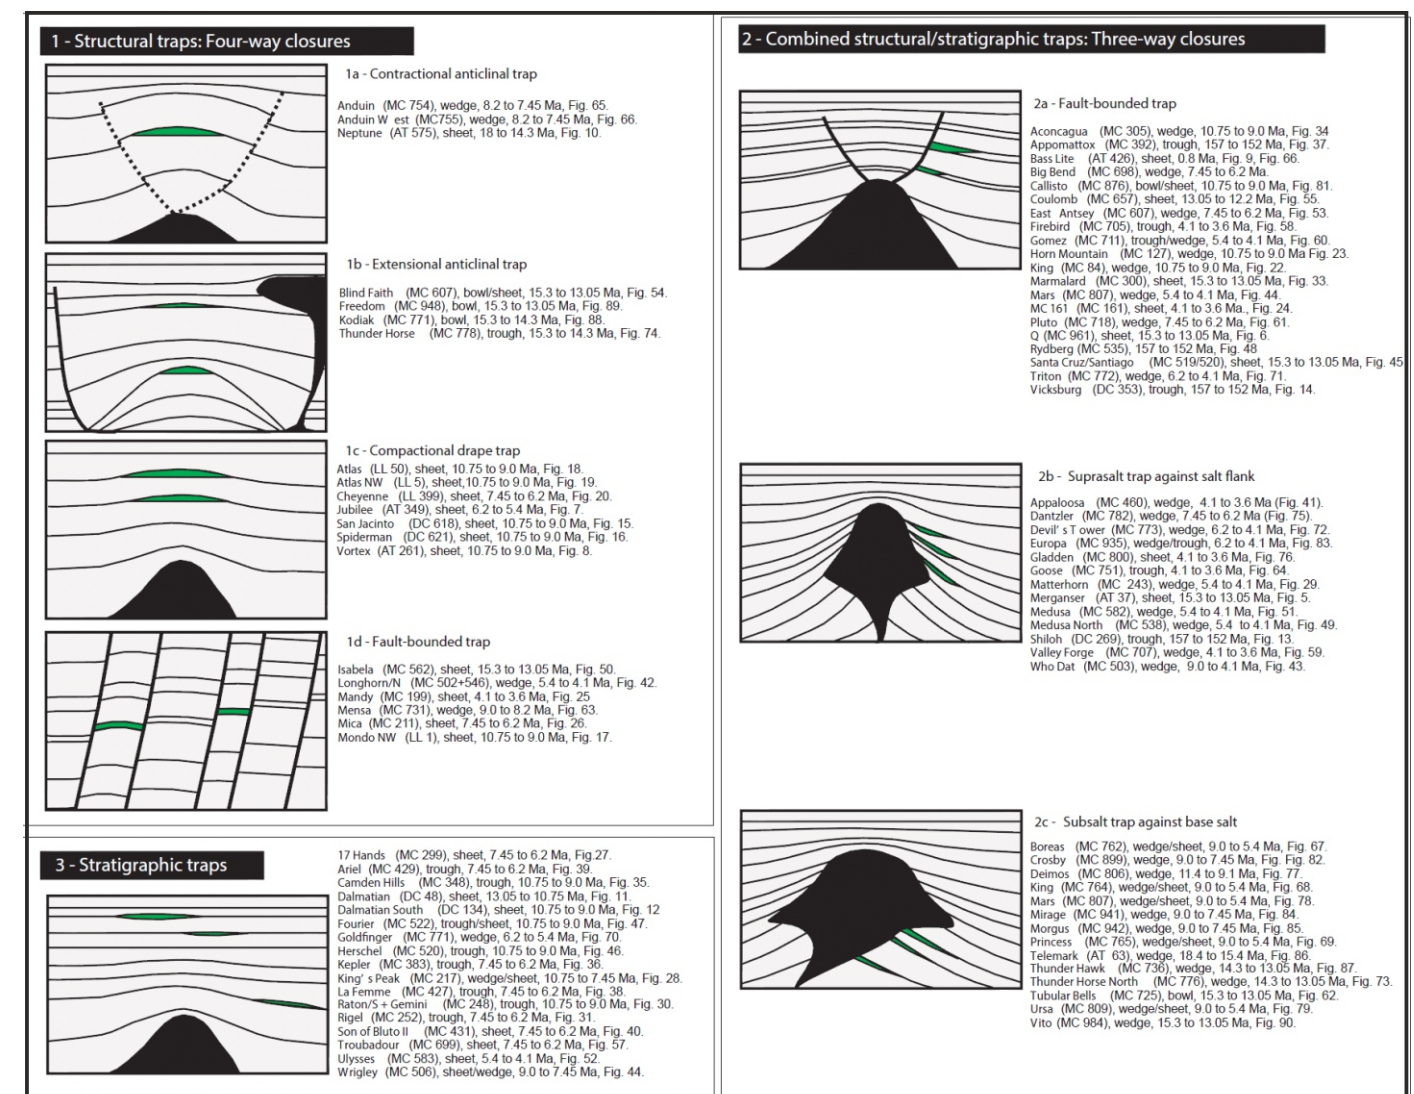 1 - Structural traps: Four-way closures
1a - Contractional anticlinal trap
Anduin (MC 754), wedge, 8.2 to 7.45 Ma, Fig. 65.
Anduin W est (MC755), wedge, 8.2 to 7.45 Ma, Fig. 66.
Neptune (AT 575), sheet, 18 to 14.3 Ma, Fig. 10.
1b - Extensional anticlinal trap
Blind Faith (MC 607), bowl/sheet, 15.3 to 13.05 Ma, Fig. 54.
Freedom (MC 948), bowl, 15.3 to 13.05 Ma, Fig. 89.
Kodiak (MC 771), bowl, 15.3 to 14.3 Ma, Fig. 88.
Thunder Horse (MC 778), trough, 15.3 to 14.3 Ma, Fig. 74.
1c - Compactional drape trap
Atlas (LL 50), sheet, 10.75 to 9.0 Ma, Fig. 18.
Atlas NW (LL 5), sheet,10.75 to 9.0 Ma, Fig. 19.
Cheyenne (LL 399), sheet, 7.45 to 6.2 Ma, Fig. 20.
Jubilee (AT 349), sheet, 6.2 to 5.4 Ma, Fig. 7.
San Jacinto (DC 618), sheet, 10.75 to 9.0 Ma, Fig. 15.
Spiderman (DC 621), sheet, 10.75 to 9.0 Ma, Fig. 16.
Vortex (AT 261), sheet, 10.75 to 9.0 Ma, Fig. 8.
1d - Fault-bounded trap
Isabela (MC 562), sheet, 15.3 to 13.05 Ma, Fig. 50.
Longhorn/N (MC 502+546), wedge, 5.4 to 4.1 Ma, Fig. 42.
Mandy (MC 199), sheet, 4.1 to 3.6 Ma, Fig. 25
Mensa (MC 731), wedge, 9.0 to 8.2 Ma, Fig. 63.
Mica (MC 211), sheet, 7.45 to 6.2 Ma, Fig. 26.
Mondo NW (LL 1), sheet, 10.75 to 9.0 Ma, Fig. 17.
3 - Stratigraphic traps
17 Hands (MC 299), sheet, 7.45 to 6.2 Ma, Fig.27.
Ariel (MC 429), trough, 7.45 to 6.2 Ma, Fig. 39.
Camden Hills (MC 348), trough, 10.75 to 9.0 Ma, Fig. 35.
Dalmatian (DC 48), sheet, 13.05 to 10.75 Ma, Fig. 11.
Dalmatian South (DC 134), sheet, 10.75 to 9.0 Ma, Fig. 12
Fourier (MC 522), trough/sheet, 10.75 to 9.0 Ma, Fig. 47.
Goldfinger (MC 771), wedge, 6.2 to 5.4 Ma, Fig. 70.
Herschel (MC 520), trough, 10.75 to 9.0 Ma, Fig. 46.
Kepler (MC 383), trough, 7.45 to 6.2 Ma, Fig. 36.
King' s Peak (MC 217), wedge/sheet, 10.75 to 7.45 Ma, Fig. 28.
La Femme (MC 427), trough, 7.45 to 6.2 Ma, Fig. 38.
Raton/S + Gemini (MC 248), trough, 10.75 to 9.0 Ma, Fig. 30.
Rigel (MC 252), trough, 7.45 to 6.2 Ma, Fig. 31.
Son of Bluto II (MC 431), sheet, 7.45 to 6.2 Ma, Fig. 40.
Troubadour (MC 699), sheet, 7.45 to 6.2 Ma, Fig. 57.
Ulysses (MC 583), sheet, 5.4 to 4.1 Ma, Fig. 52.
Wrigley (MC 506), sheet/wedge, 9.0 to 7.45 Ma, Fig. 44.
2 - Combined structural/stratigraphic traps: Three-way closures
2a - Fault-bounded trap
Aconcagua (MC 305), wedge, 10.75 to 9.0 Ma, Fig. 34
Appomattox (MC 392), trough, 157 to 152 Ma, Fig. 37.
Bass Lite (AT 426), sheet, 0.8 Ma, Fig. 9, Fig. 66.
Big Bend (MC 698), wedge, 7.45 to 6.2 Ma.
Callisto (MC 876), bowl/sheet, 10.75 to 9.0 Ma, Fig. 81.
Coulomb (MC 657), sheet, 13.05 to 12.2 Ma, Fig. 55.
East Antsey (MC 607), wedge, 7.45 to 6.2 Ma, Fig. 53.
Firebird (MC 705), trough, 4.1 to 3.6 Ma, Fig. 58.
Gomez (MC 711), trough/wedge, 5.4 to 4.1 Ma, Fig. 60.
Horn Mountain (MC 127), wedge, 10.75 to 9.0 Ma Fig. 23.
King (MC 84), wedge, 10.75 to 9.0 Ma, Fig. 22.
Marmalard (MC 300), sheet, 15.3 to 13.05 Ma, Fig. 33.
Mars (MC 807), wedge, 5.4 to 4.1 Ma, Fig. 44.
MC 161 (MC 161), sheet, 4.1 to 3.6 Ma., Fig. 24.
Pluto (MC 718), wedge, 7.45 to 6.2 Ma, Fig. 61.
Q (MC 961), sheet, 15.3 to 13.05 Ma, Fig. 6.
Rydberg (MC 535), 157 to 152 Ma, Fig. 48
Santa Cruz/Santiago (MC 519/520), sheet, 15.3 to 13.05 Ma, Fig. 45
Triton (MC 772), wedge, 6.2 to 4.1 Ma, Fig. 71.
Vicksburg (DC 353), trough, 157 to 152 Ma, Fig. 14.
2b - Suprasalt trap against salt flank
Appaloosa (MC 460), wedge, 4.1 to 3.6 Ma (Fig. 41).
Dantzler (MC 782), wedge, 7.45 to 6.2 Ma (Fig. 75).
Devil' s T ower (MC 773), wedge, 6.2 to 4.1 Ma, Fig. 72.
Europa (MC 935), wedge/trough, 6.2 to 4.1 Ma, Fig. 83.
Gladden (MC 800), sheet, 4.1 to 3.6 Ma, Fig. 76.
Goose (MC 751), trough, 4.1 to 3.6 Ma, Fig. 64.
Matterhorn (MC 243), wedge, 5.4 to 4.1 Ma, Fig. 29.
Merganser (AT 37), sheet, 15.3 to 13.05 Ma, Fig. 5.
Medusa (MC 582), wedge, 5.4 to 4.1 Ma, Fig. 51.
Medusa North (MC 538), wedge, 5.4 to 4.1 Ma, Fig. 49.
Shiloh (DC 269), trough, 157 to 152 Ma, Fig. 13.
Valley Forge (MC 707), wedge, 4.1 to 3.6 Ma, Fig. 59.
Who Dat (MC 503), wedge, 9.0 to 4.1 Ma, Fig. 43.
2c - Subsalt trap against base salt
Boreas (MC 762), wedge/sheet, 9.0 to 5.4 Ma, Fig. 67.
Crosby (MC 899), wedge, 9.0 to 7.45 Ma, Fig. Fig. 82.
Deimos (MC 806), wedge, 11.4 to 9.1 Ma, Fig. 77.
King (MC 764), wedge/sheet, 9.0 to 5.4 Ma, Fig. 68.
Mars (MC 807), wedge/sheet, 9.0 to 5.4 Ma, Fig. 78.
Mirage (MC 941), wedge, 9.0 to 7.45 Ma, Fig. 84.
Morgus (MC 942), wedge, 9.0 to 7.45 Ma, Fig. 85.
Princess (MC 765), wedge/sheet, 9.0 to 5.4 Ma, Fig. 69.
Telemark (AT 63), wedge, 18.4 to 15.4 Ma, Fig. 86.
Thunder Hawk (MC 736), wedge, 14.3 to 13.05 Ma, Fig. 87.
Thunder Horse North (MC 776), wedge, 14.3 to 13.05 Ma, Fig. 73.
Tubular Bells (MC 725), bowl, 15.3 to 13.05 Ma, Fig. 62.
Ursa (MC 809), wedge/sheet, 9.0 to 5.4 Ma, Fig. 79.
Vito (MC 984), wedge, 15.3 to 13.05 Ma, Fig. 90.